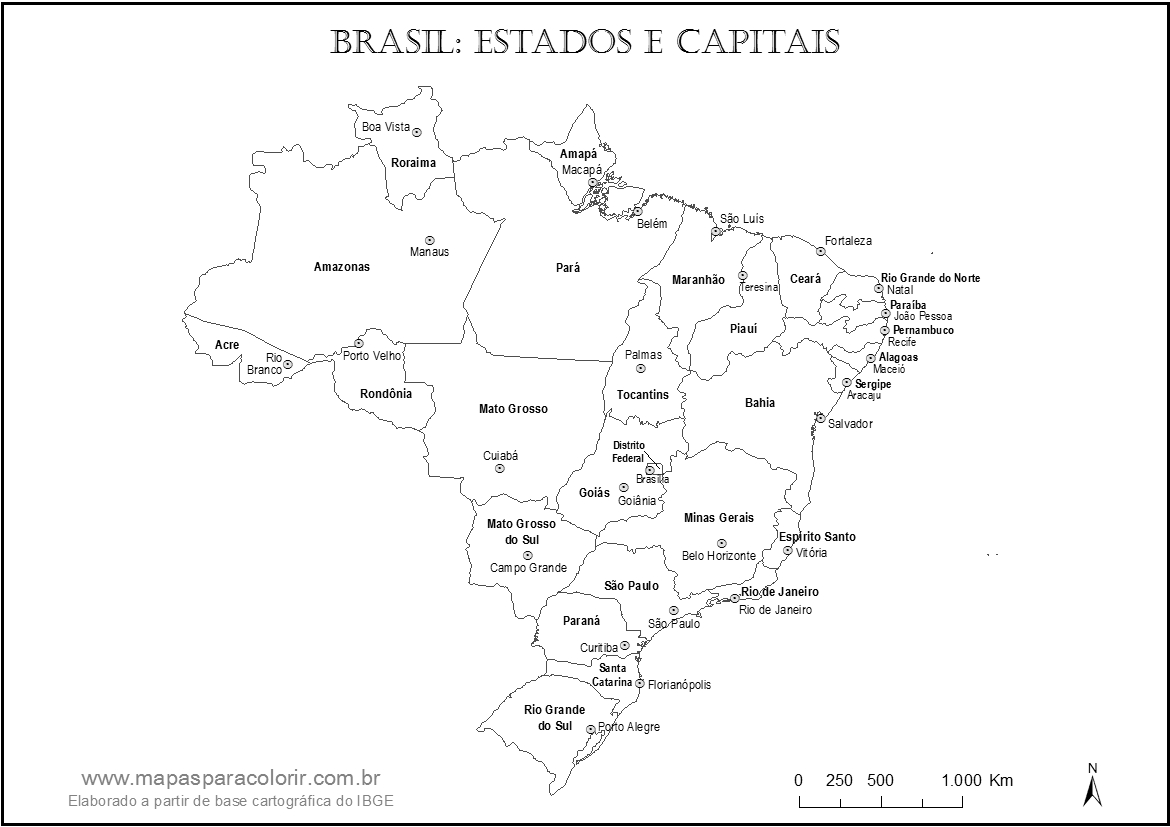 BRASIL: ESTADOS E CAPITAIS
Boa Vista
Roraima
Amapá
Macapá
Belém
São Luís
Fortaleza
Manaus
Amazonas
Pará
Maranhão
Teresina
Ceará
Rio Grande do Norte
Natal
Paraíba
João Pessoa
Pernambuco
Recife
Piauí
Acre
Rio
Branco
Porto Velho
Rondônia
Palmas
Tocantins
Alagoas
Maceió
Sergipe
Aracaju
Mato Grosso
Bahia
Salvador
Cuiabá
Distrito
Federal
Brasília
Goiás
Goiânia
Mato Grosso
do Sul
Campo Grande
Minas Gerais
Belo Horizonte
Espírito Santo
Vitória
São Paulo
São Paulo
Rio de Janeiro
Rio de Janeiro
Paraná
Curitiba
Santa
Catarina
Florianópolis
Rio Grande
do Sul
Porto Alegre
www.mapasparacolorir.com.br
Elaborado a partir de base cartográfica do IBGE
0 250 500 1.000 Km
N